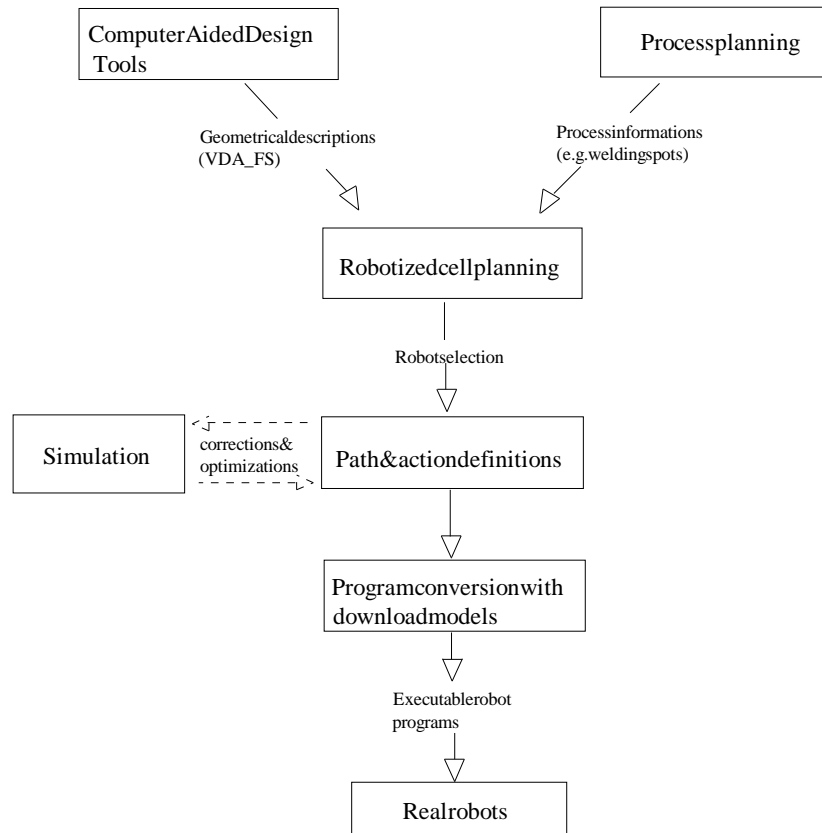 ComputerAidedDesign
Tools
Processplanning
Geometricaldescriptions
(VDA_FS)
Processinformations
(e.g.weldingspots)
Robotizedcellplanning
Robotselection
Simulation
corrections&
optimizations
Path&actiondefinitions
Programconversionwith
downloadmodels
Executablerobot
programs
Realrobots